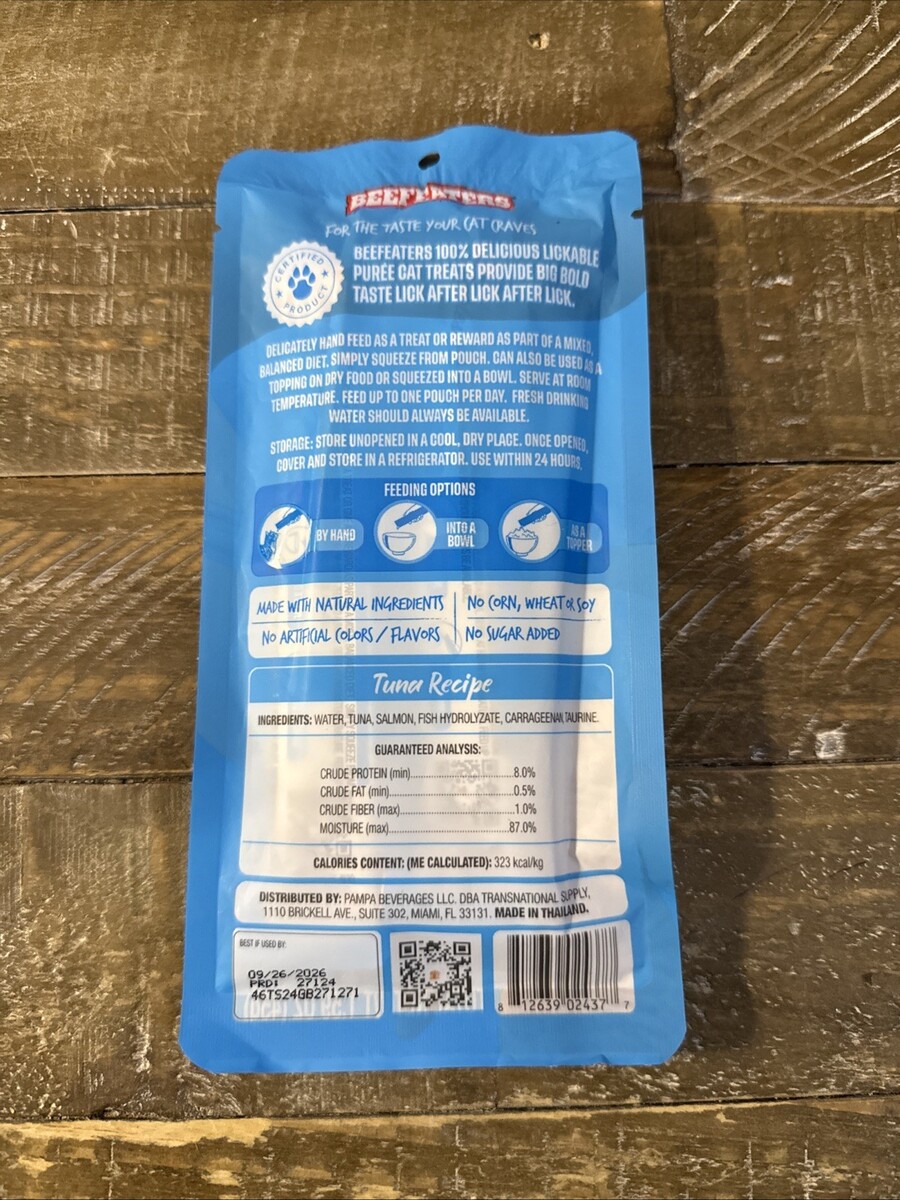 BEEFEATERS
FOR THE TASTE YOUR CAT CRAVES
CERTIFIED
PRODUCT
BEEFEATERS 100% DELICIOUS LICKABLE
PURÉE CAT TREATS PROVIDE BIG BOLD
TASTE LICK AFTER LICK AFTER LICK.
DELICATELY HAND FEED AS A TREAT OR REWARD AS PART OF A MIXED,
BALANCED DIET. SIMPLY SQUEEZE FROM POUCH. CAN ALSO BE USED AS A
TOPPING ON DRY FOOD OR SQUEEZED INTO A BOWL. SERVE AT ROOM
TEMPERATURE. FEED UP TO ONE POUCH PER DAY. FRESH DRINKING
WATER SHOULD ALWAYS BE AVAILABLE.
STORAGE: STORE UNOPENED IN A COOL, DRY PLACE. ONCE OPENED,
COVER AND STORE IN A REFRIGERATOR. USE WITHIN 24 HOURS.
FEEDING OPTIONS
BY HAND
INTO A
BOWL
AS A
TOPPER
MADE WITH NATURAL INGREDIENTS
NO CORN, WHEAT OR SOY
NO ARTIFICIAL COLORS / FLAVORS
NO SUGAR ADDED
Tuna Recipe
INGREDIENTS: WATER, TUNA, SALMON, FISH HYDROLYZATE, CARRAGEENAN, TAURINE.
GUARANTEED ANALYSIS:
CRUDE PROTEIN (min)..............................8.0%
CRUDE FAT (min)....................................0.5%
CRUDE FIBER (max)................................1.0%
MOISTURE (max)....................................87.0%
CALORIES CONTENT: (ME CALCULATED): 323 kcal/kg
DISTRIBUTED BY: PAMPA BEVERAGES LLC. DBA TRANSNATIONAL SUPPLY,
1110 BRICKELL AVE., SUITE 302, MIAMI, FL 33131. MADE IN THAILAND.
BEST IF USED BY:
09/26/2026
PRD: 27124
46TS24GB271271
8 12639 02437 7